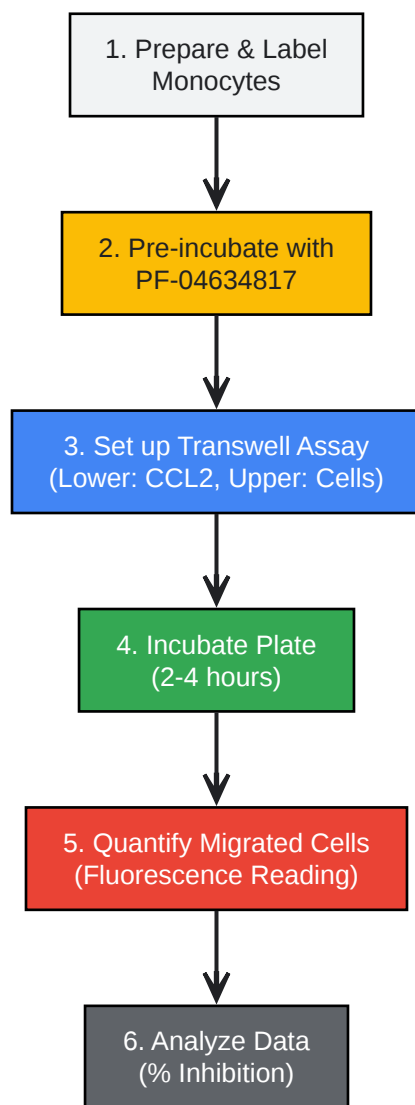 1. Prepare & Label
Monocytes
2. Pre-incubate with
PF-04634817
3. Set up Transwell Assay
(Lower: CCL2, Upper: Cells)
4. Incubate Plate
(2-4 hours)
5. Quantify Migrated Cells
(Fluorescence Reading)
6. Analyze Data
(% Inhibition)